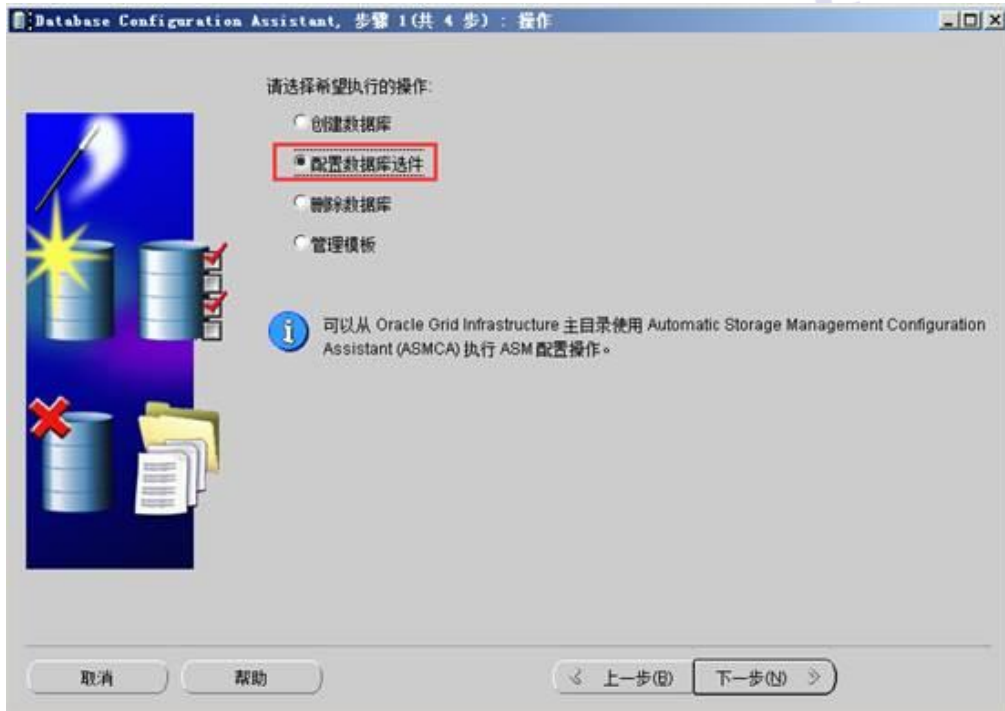 Database Configuration Assistant, 步骤 1(共 4 步) : 操作
请选择希望执行的操作:
创建数据库
配置数据库选件
删除数据库
管理模板
可以从 Oracle Grid Infrastructure 主目录使用 Automatic Storage Management Configuration
Assistant (ASMCA) 执行 ASM 配置操作。
取消
帮助
上一步(B)
下一步(N)